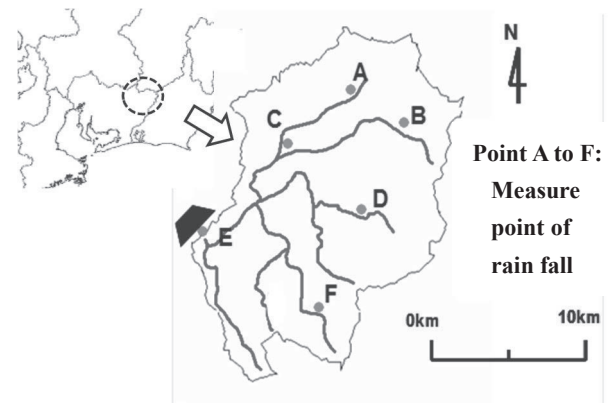 N
A
B
C
Point A to F:
Measure
point of
rain fall
D
E
F
0km 10km